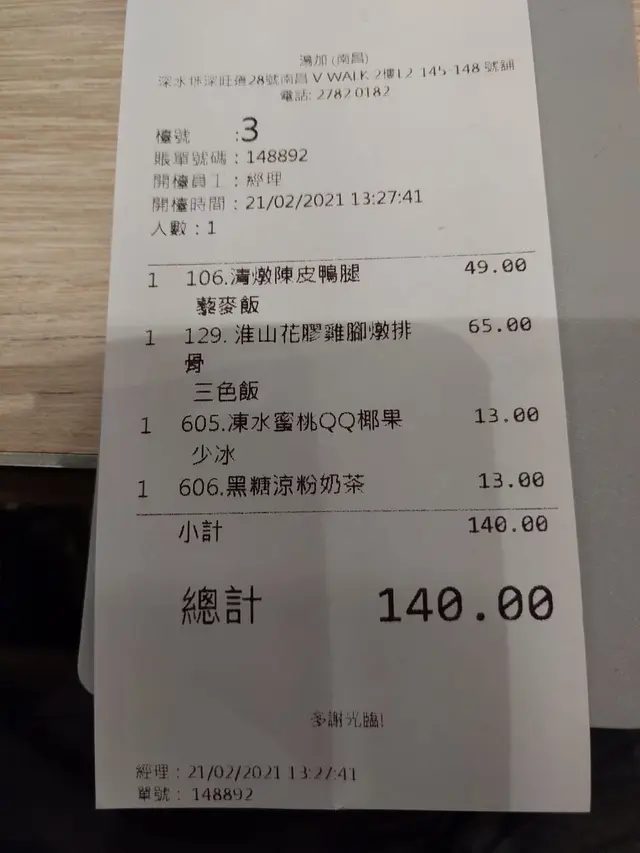 湯加 (南昌)
深水埗深旺道28號南昌 V WALK 2樓L2 145-148 號舖
電話: 2782 0182
檯號 :3
賬單號碼 : 148892
開檯員工 : 經理
開檯時間 : 21/02/2021 13:27:41
人數 : 1
1 106.清燉陳皮鴨腿 49.00
藜麥飯
1 129. 淮山花膠雞腳燉排 65.00
骨
三色飯
1 605.凍水蜜桃QQ椰果 13.00
少冰
1 606.黑糖涼粉奶茶 13.00
小計 140.00
總計 140.00
多謝光臨!
經理 : 21/02/2021 13:27:41
單號 : 148892